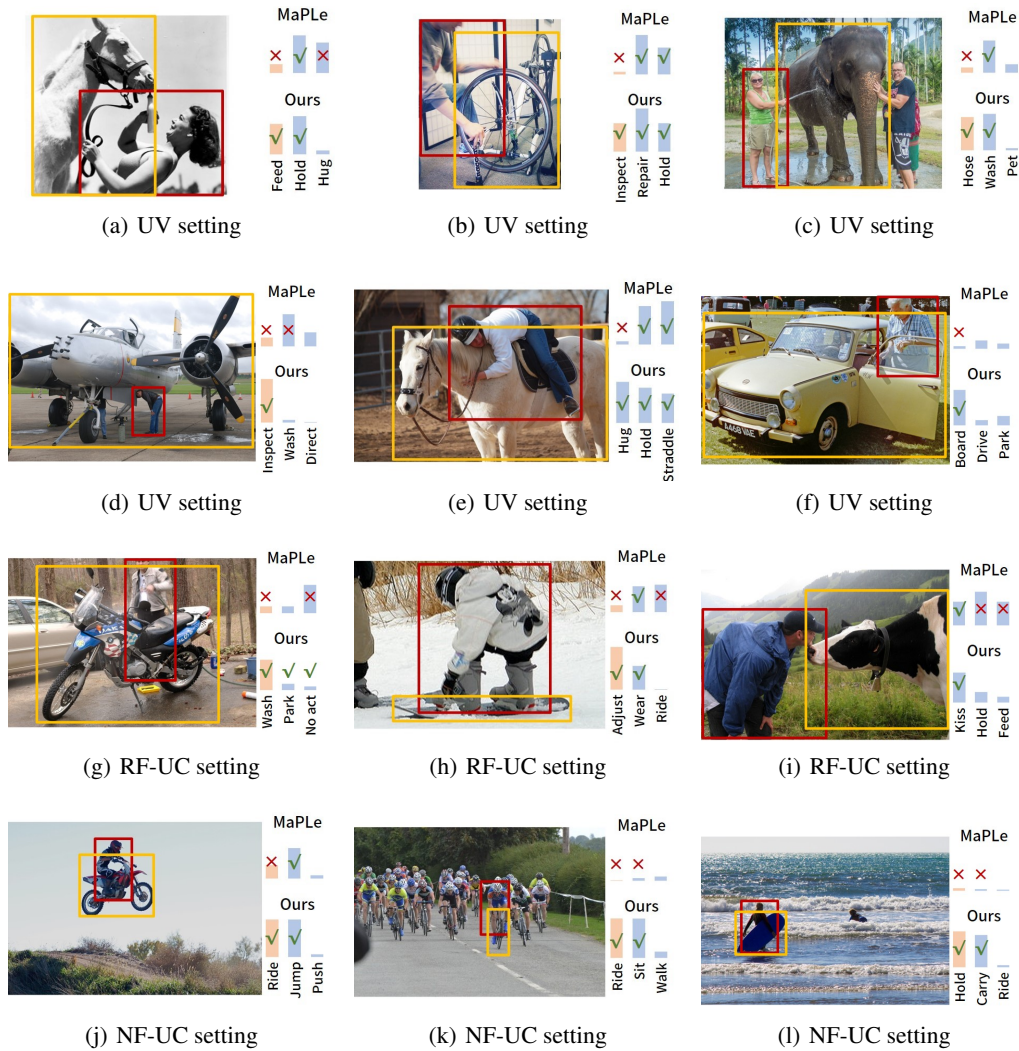 MaPLe
Ours
Feed
Hold
Hug
(a) UV setting
MaPLe
Ours
Inspect
Repair
Hold
(b) UV setting
MaPLe
Ours
Hose
Wash
Pet
(c) UV setting
MaPLe
Ours
Inspect
Wash
Direct
(d) UV setting
MaPLe
Ours
Hug
Hold
Straddle
(e) UV setting
A468 VAE
MaPLe
Ours
Board
Drive
Park
(f) UV setting
MaPLe
Ours
Wash
Park
No act
(g) RF-UC setting
MaPLe
Ours
Adjust
Wear
Ride
(h) RF-UC setting
MaPLe
Ours
Kiss
Hold
Feed
(i) RF-UC setting
MaPLe
Ours
Ride
Jump
Push
(j) NF-UC setting
MaPLe
Ours
Ride
Sit
Walk
(k) NF-UC setting
MaPLe
Ours
Hold
Carry
Ride
(l) NF-UC setting